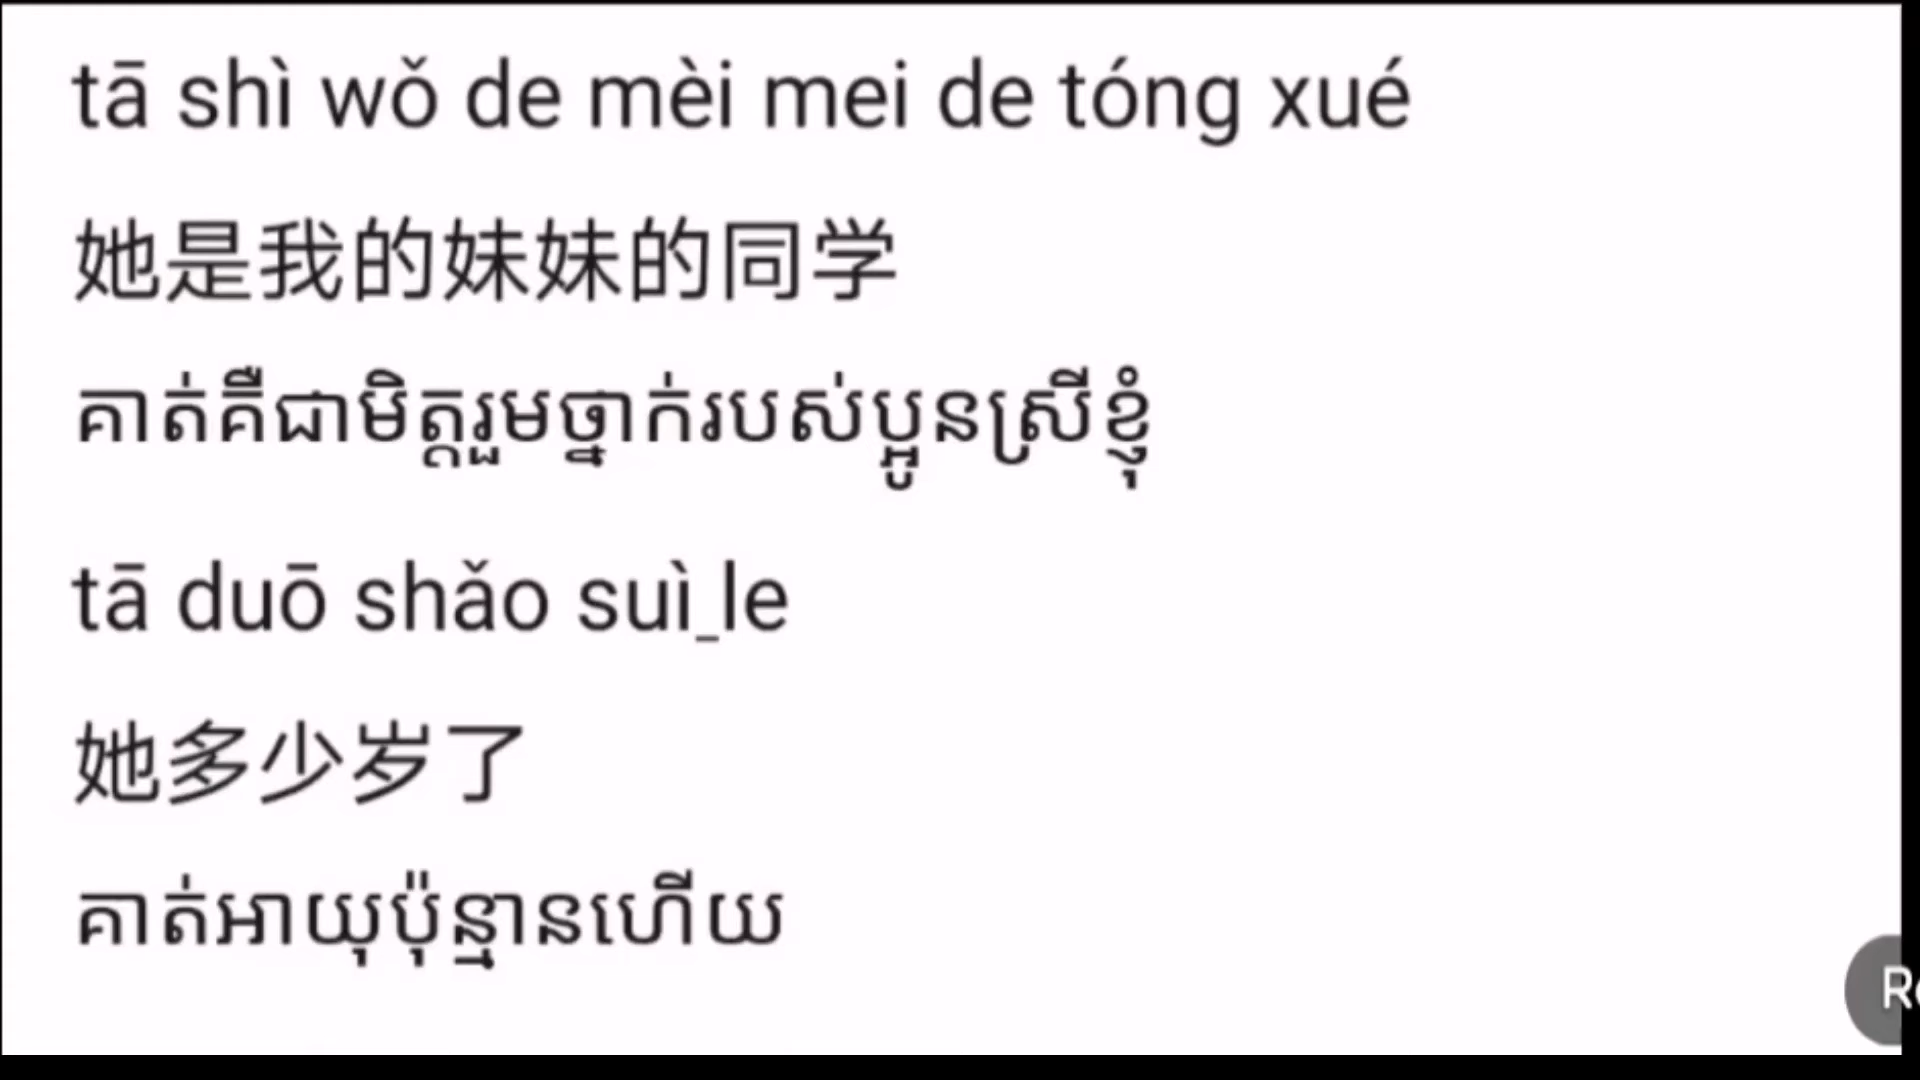 tā shì wǒ de mèi mei de tóng xué
她是我的妹妹的同学
គាត់គឺជាមិត្តរួមថ្នាក់របស់ប្អូនស្រីខ្ញុំ
tā duō shǎo suì_le
她多少岁了
គាត់អាយុប៉ុន្មានហើយ